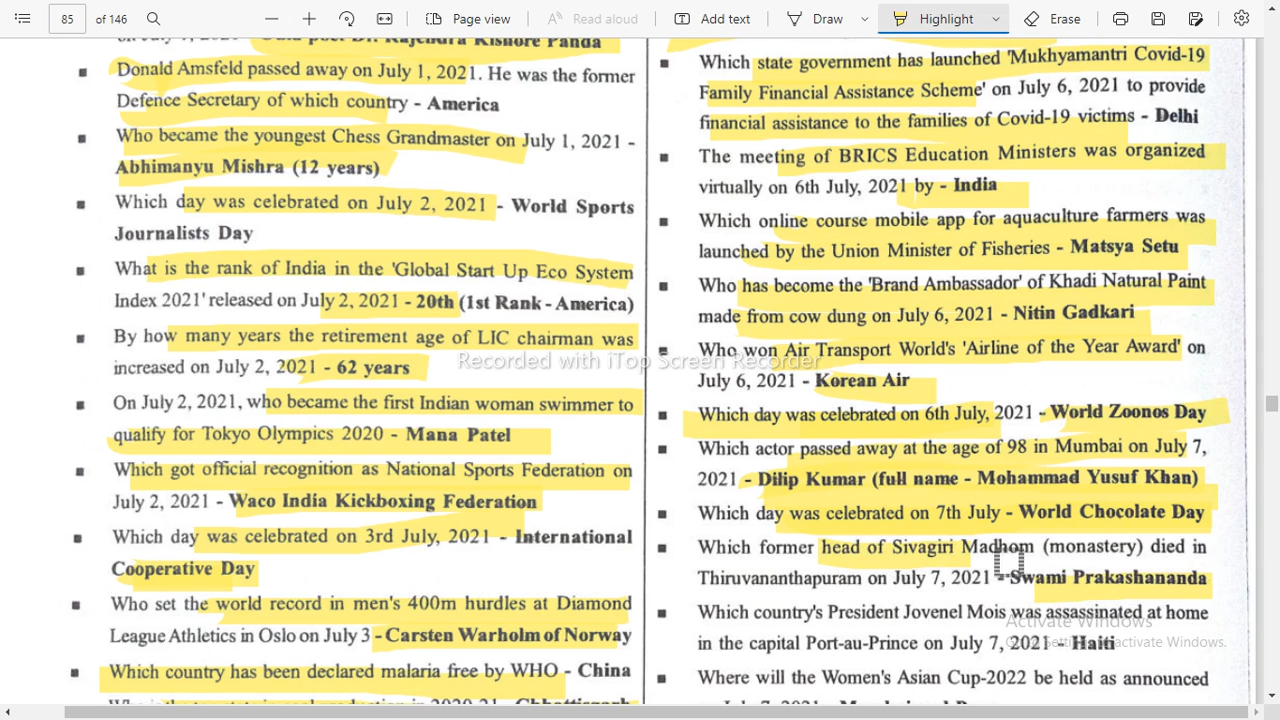 85
of 146
Page view
Read aloud
Add text
Draw
Highlight
Erase
Rajendra Kishore Panda
▪ Donald Amsfeld passed away on July 1, 2021. He was the former
Defence Secretary of which country - America
▪ Who became the youngest Chess Grandmaster on July 1, 2021 -
Abhimanyu Mishra (12 years)
▪ Which day was celebrated on July 2, 2021 - World Sports
Journalists Day
▪ What is the rank of India in the 'Global Start Up Eco System
Index 2021' released on July 2, 2021 - 20th (1st Rank - America)
▪ By how many years the retirement age of LIC chairman was
increased on July 2, 2021 - 62 years
▪ On July 2, 2021, who became the first Indian woman swimmer to
qualify for Tokyo Olympics 2020 - Mana Patel
▪ Which got official recognition as National Sports Federation on
July 2, 2021 - Waco India Kickboxing Federation
▪ Which day was celebrated on 3rd July, 2021 - International
Cooperative Day
▪ Who set the world record in men's 400m hurdles at Diamond
League Athletics in Oslo on July 3 - Carsten Warholm of Norway
▪ Which country has been declared malaria free by WHO - China
▪ Which state government has launched 'Mukhyamantri Covid-19
Family Financial Assistance Scheme' on July 6, 2021 to provide
financial assistance to the families of Covid-19 victims - Delhi
▪ The meeting of BRICS Education Ministers was organized
virtually on 6th July, 2021 by - India
▪ Which online course mobile app for aquaculture farmers was
launched by the Union Minister of Fisheries - Matsya Setu
▪ Who has become the 'Brand Ambassador' of Khadi Natural Paint
made from cow dung on July 6, 2021 - Nitin Gadkari
▪ Who won Air Transport World's 'Airline of the Year Award' on
July 6, 2021 - Korean Air
▪ Which day was celebrated on 6th July, 2021 - World Zoonos Day
▪ Which actor passed away at the age of 98 in Mumbai on July 7,
2021 - Dilip Kumar (full name - Mohammad Yusuf Khan)
▪ Which day was celebrated on 7th July - World Chocolate Day
▪ Which former head of Sivagiri Madhom (monastery) died in
Thiruvananthapuram on July 7, 2021 - Swami Prakashananda
▪ Which country's President Jovenel Mois was assassinated at home
in the capital Port-au-Prince on July 7, 2021 - Haiti
▪ Where will the Women's Asian Cup-2022 be held as announced
Recorded with iTop Screen Recorder
Activate Windows
Go to Settings to activate Windows.